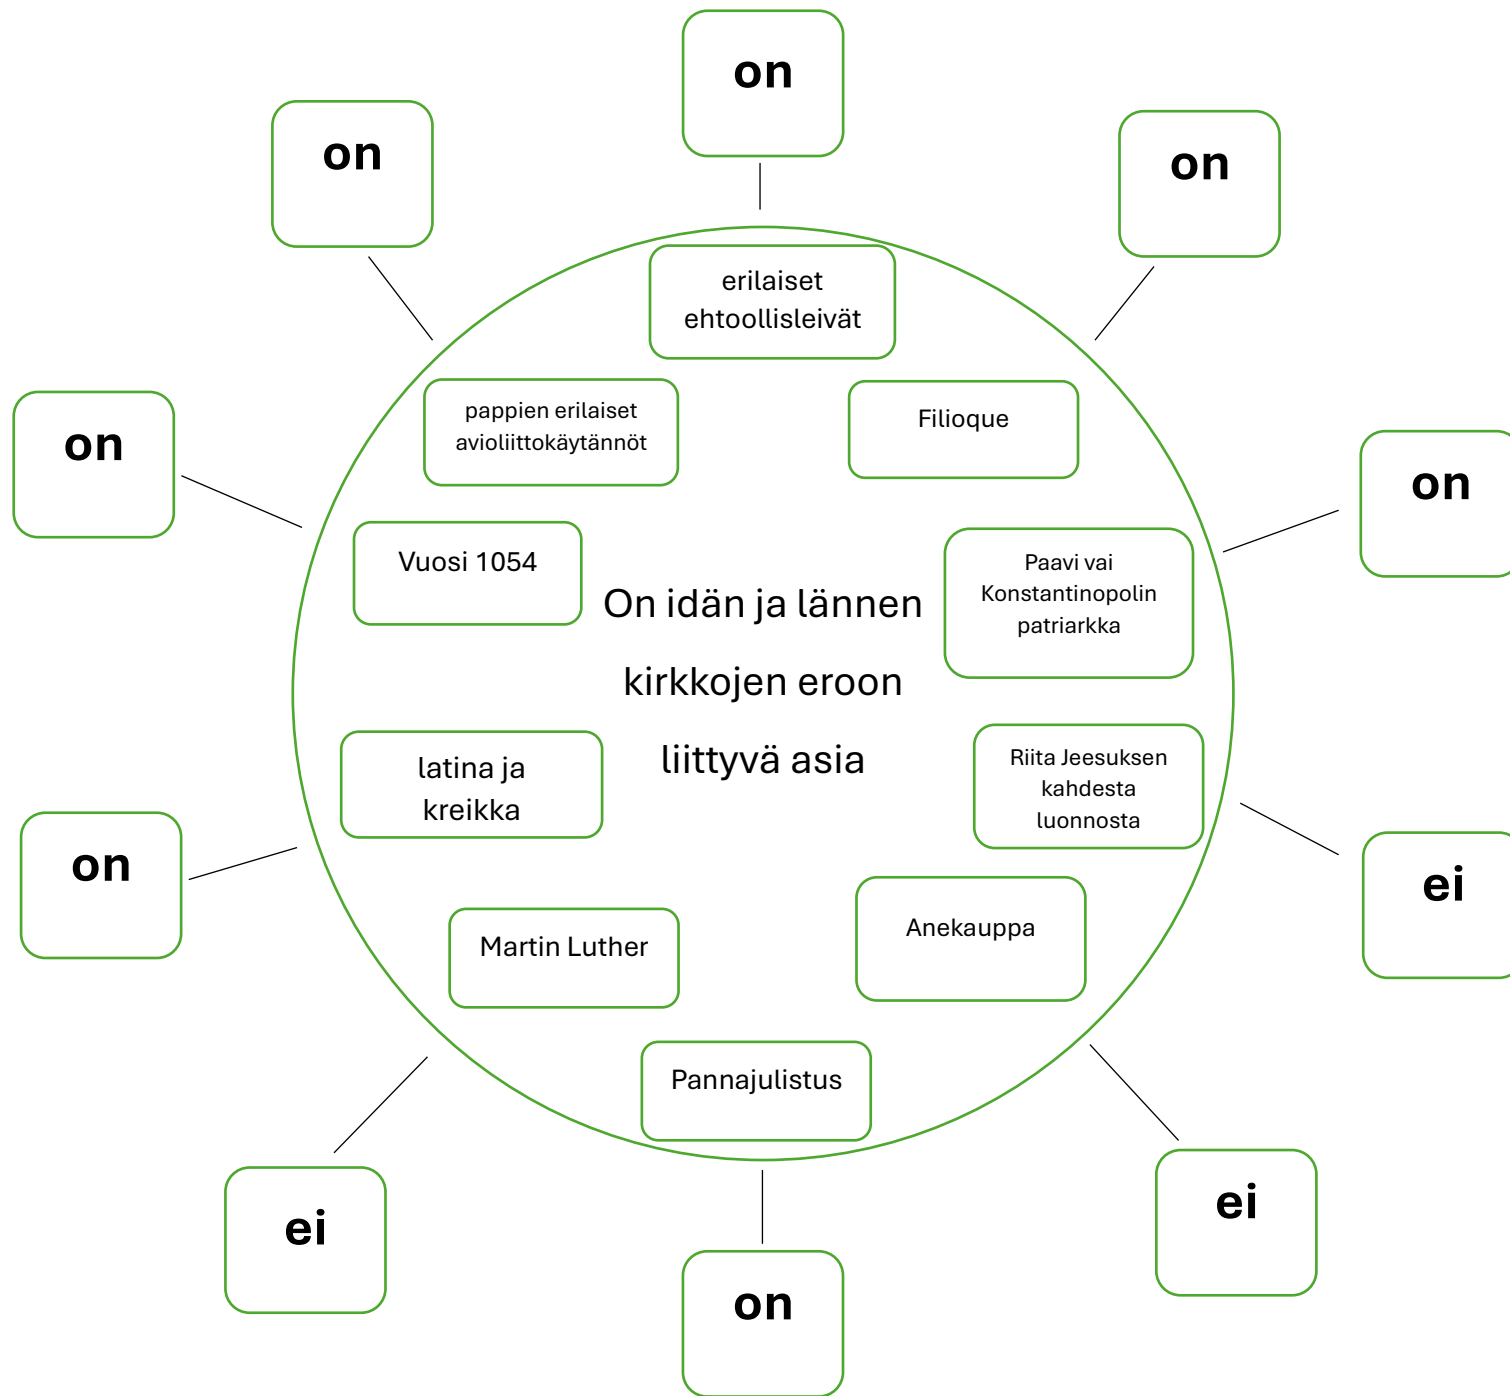 on
on
on
erilaiset
ehtoollisleivät
pappien erilaiset
avioliittokäytännöt
Filioque
on
on
Vuosi 1054
Paavi vai
Konstantinopolin
patriarkka
On idän ja lännen
kirkkojen eroon
liittyvä asia
latina ja
kreikka
Riita Jeesuksen
kahdesta
luonnosta
on
ei
Martin Luther
Anekauppa
Pannajulistus
ei
ei
on